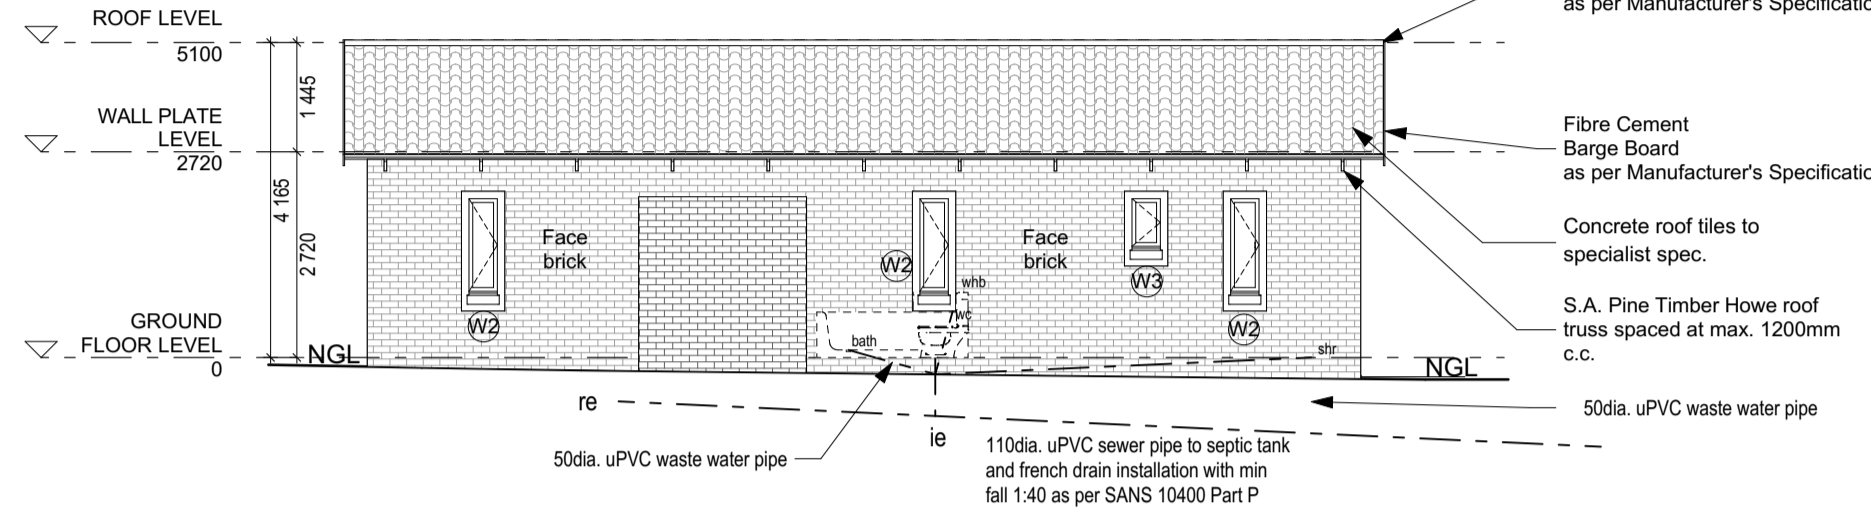 ROOF LEVEL
5100
WALL PLATE
LEVEL
2720
GROUND
FLOOR LEVEL
0
4 165
1 445
2 720
NGL
Face
brick
Face
brick
W2
W2
W3
W2
whb
wc
bath
shr
NGL
re
ie
50dia. uPVC waste water pipe
110dia. uPVC sewer pipe to septic tank
and french drain installation with min
fall 1:40 as per SANS 10400 Part P
as per Manufacturer's Specificatio
Fibre Cement
Barge Board
as per Manufacturer's Specificatio
Concrete roof tiles to
specialist spec.
S.A. Pine Timber Howe roof
truss spaced at max. 1200mm
c.c.
50dia. uPVC waste water pipe